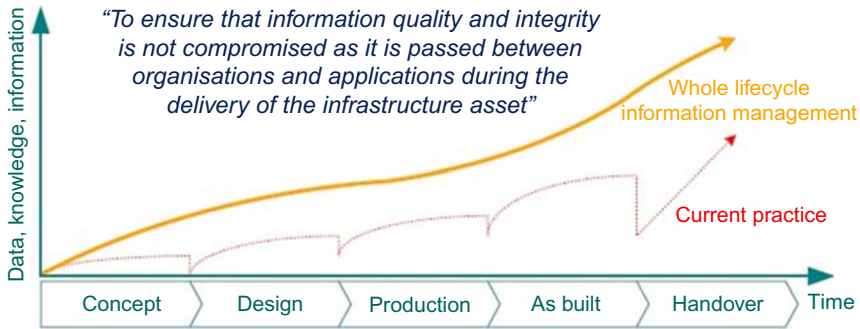 “To ensure that information quality and integrity
is not compromised as it is passed between
organisations and applications during the
delivery of the infrastructure asset”
Data, knowledge, information
Whole lifecycle
information management
Current practice
Concept
Design
Production
As built
Handover
Time